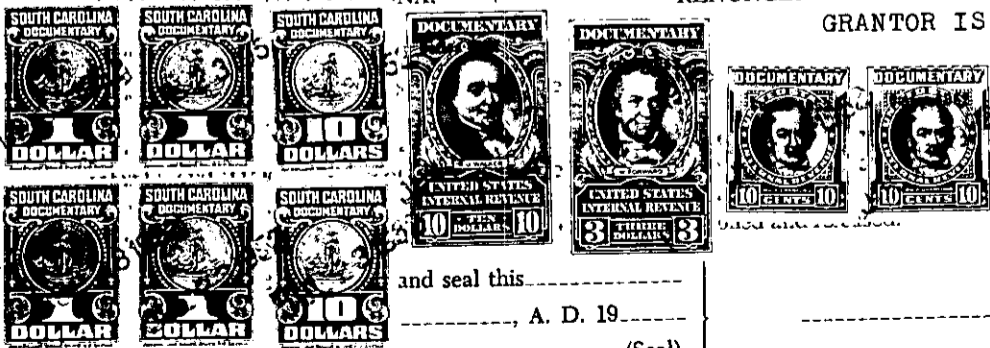 GRANTOR IS
SOUTH CAROLINA
DOCUMENTARY
1
DOLLAR
SOUTH CAROLINA
DOCUMENTARY
1
DOLLAR
SOUTH CAROLINA
DOCUMENTARY
10
DOLLARS
DOCUMENTARY
UNITED STATES
INTERNAL REVENUE
10 TEN DOLLARS 10
DOCUMENTARY
UNITED STATES
INTERNAL REVENUE
3 THREE DOLLARS 3
DOCUMENTARY
10 CENTS 10
DOCUMENTARY
10 CENTS 10
SOUTH CAROLINA
DOCUMENTARY
1
DOLLAR
SOUTH CAROLINA
DOCUMENTARY
1
DOLLAR
SOUTH CAROLINA
DOCUMENTARY
10
DOLLARS
and seal this
, A. D. 19
(Seal)